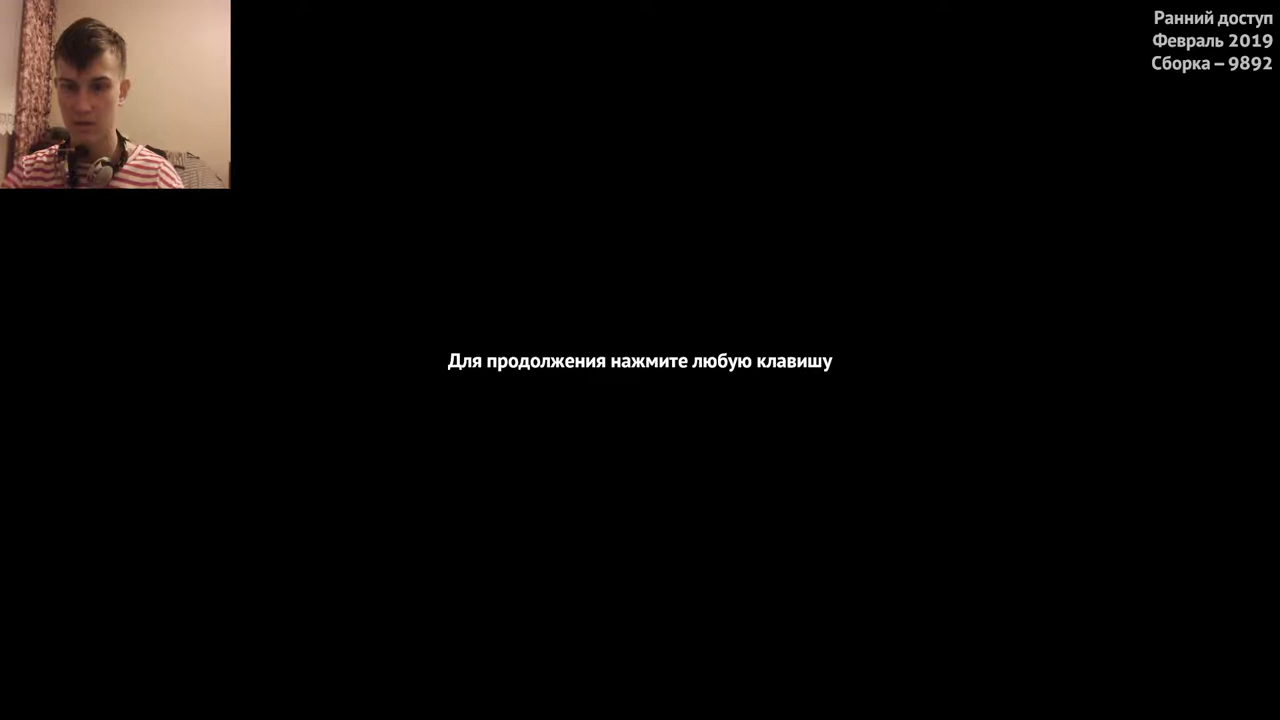 Ранний доступ
Февраль 2019
Сборка – 9892
Для продолжения нажмите любую клавишу